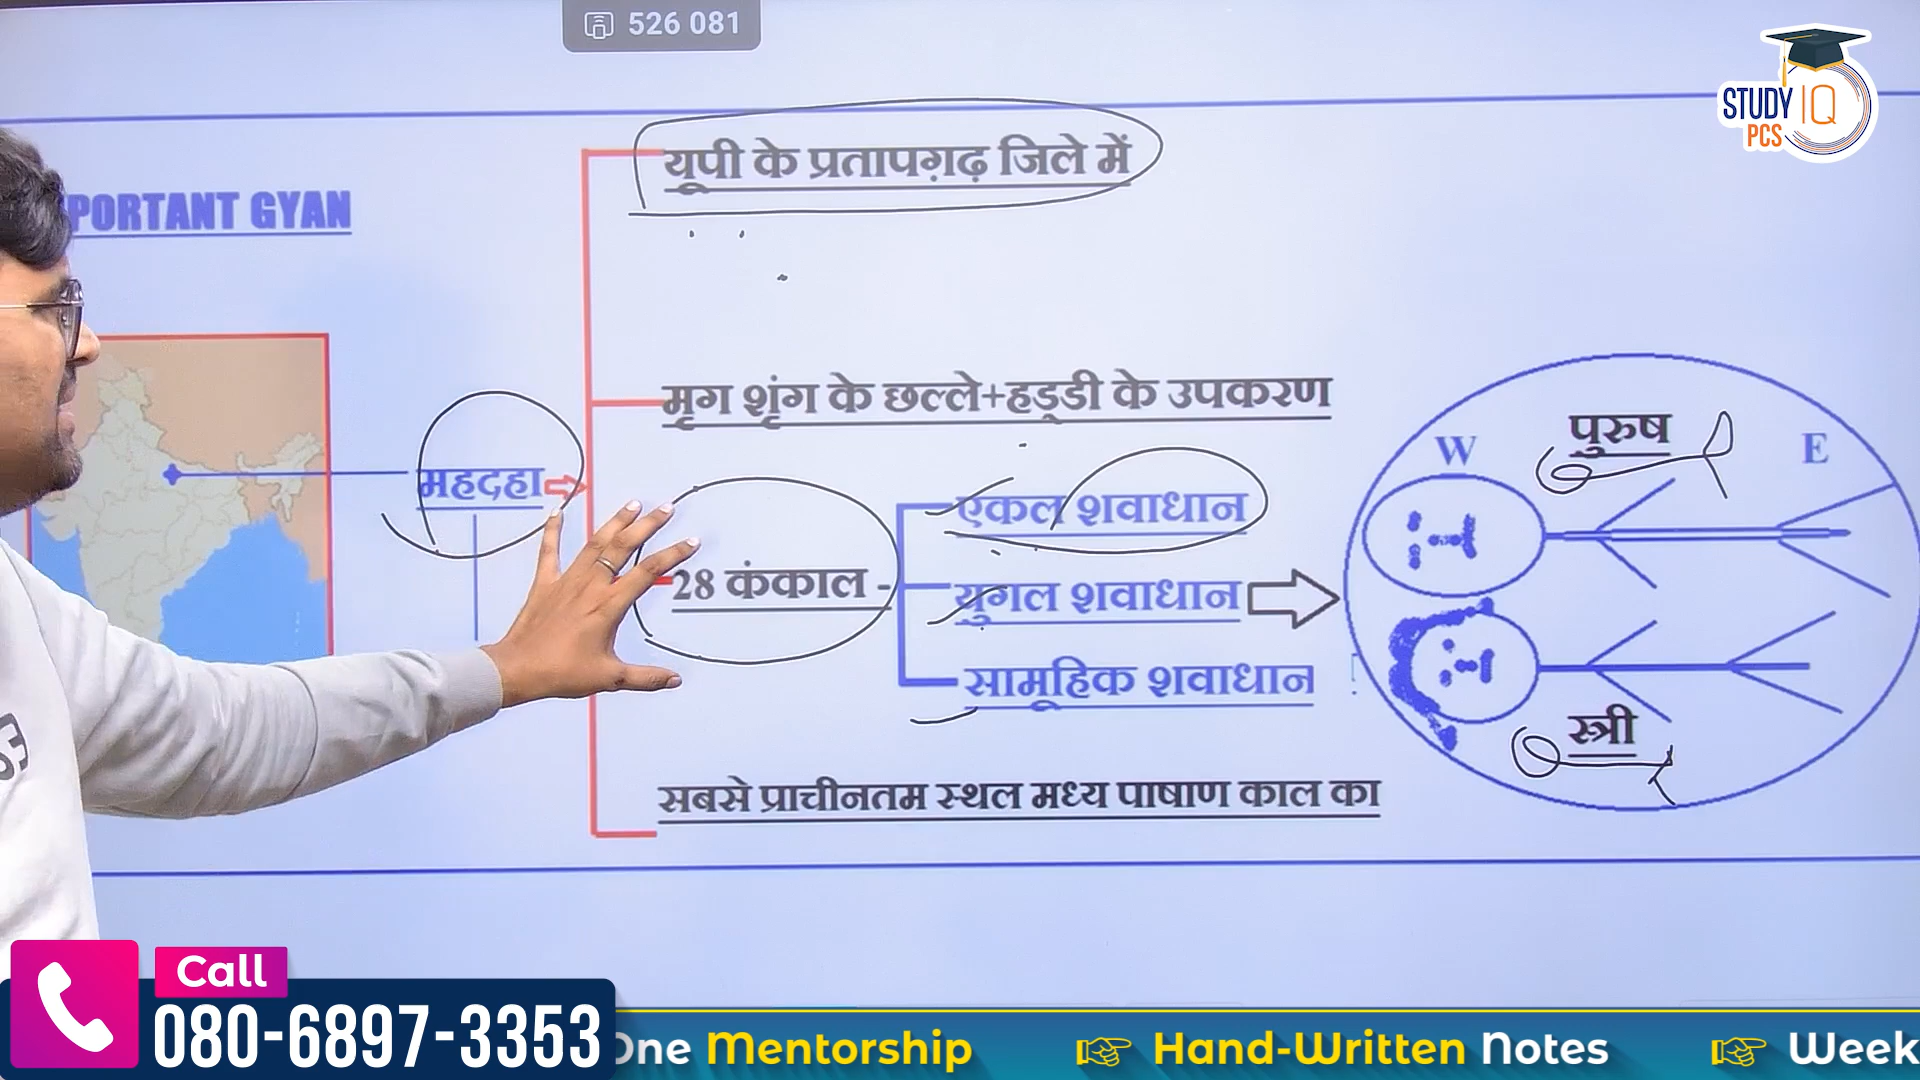 526 081
STUDY IQ
PCS
PORTANT GYAN
यूपी के प्रतापग़ढ़ जिले में
मृग शृंग के छल्ले+हड्डी के उपकरण
महदहा
28 कंकाल -
एकल शवाधान
युगल शवाधान
सामूहिक शवाधान
W
पुरुष
E
स्त्री
सबसे प्राचीनतम स्थल मध्य पाषाण काल का
Call
080-6897-3353
One Mentorship Hand-Written Notes Week